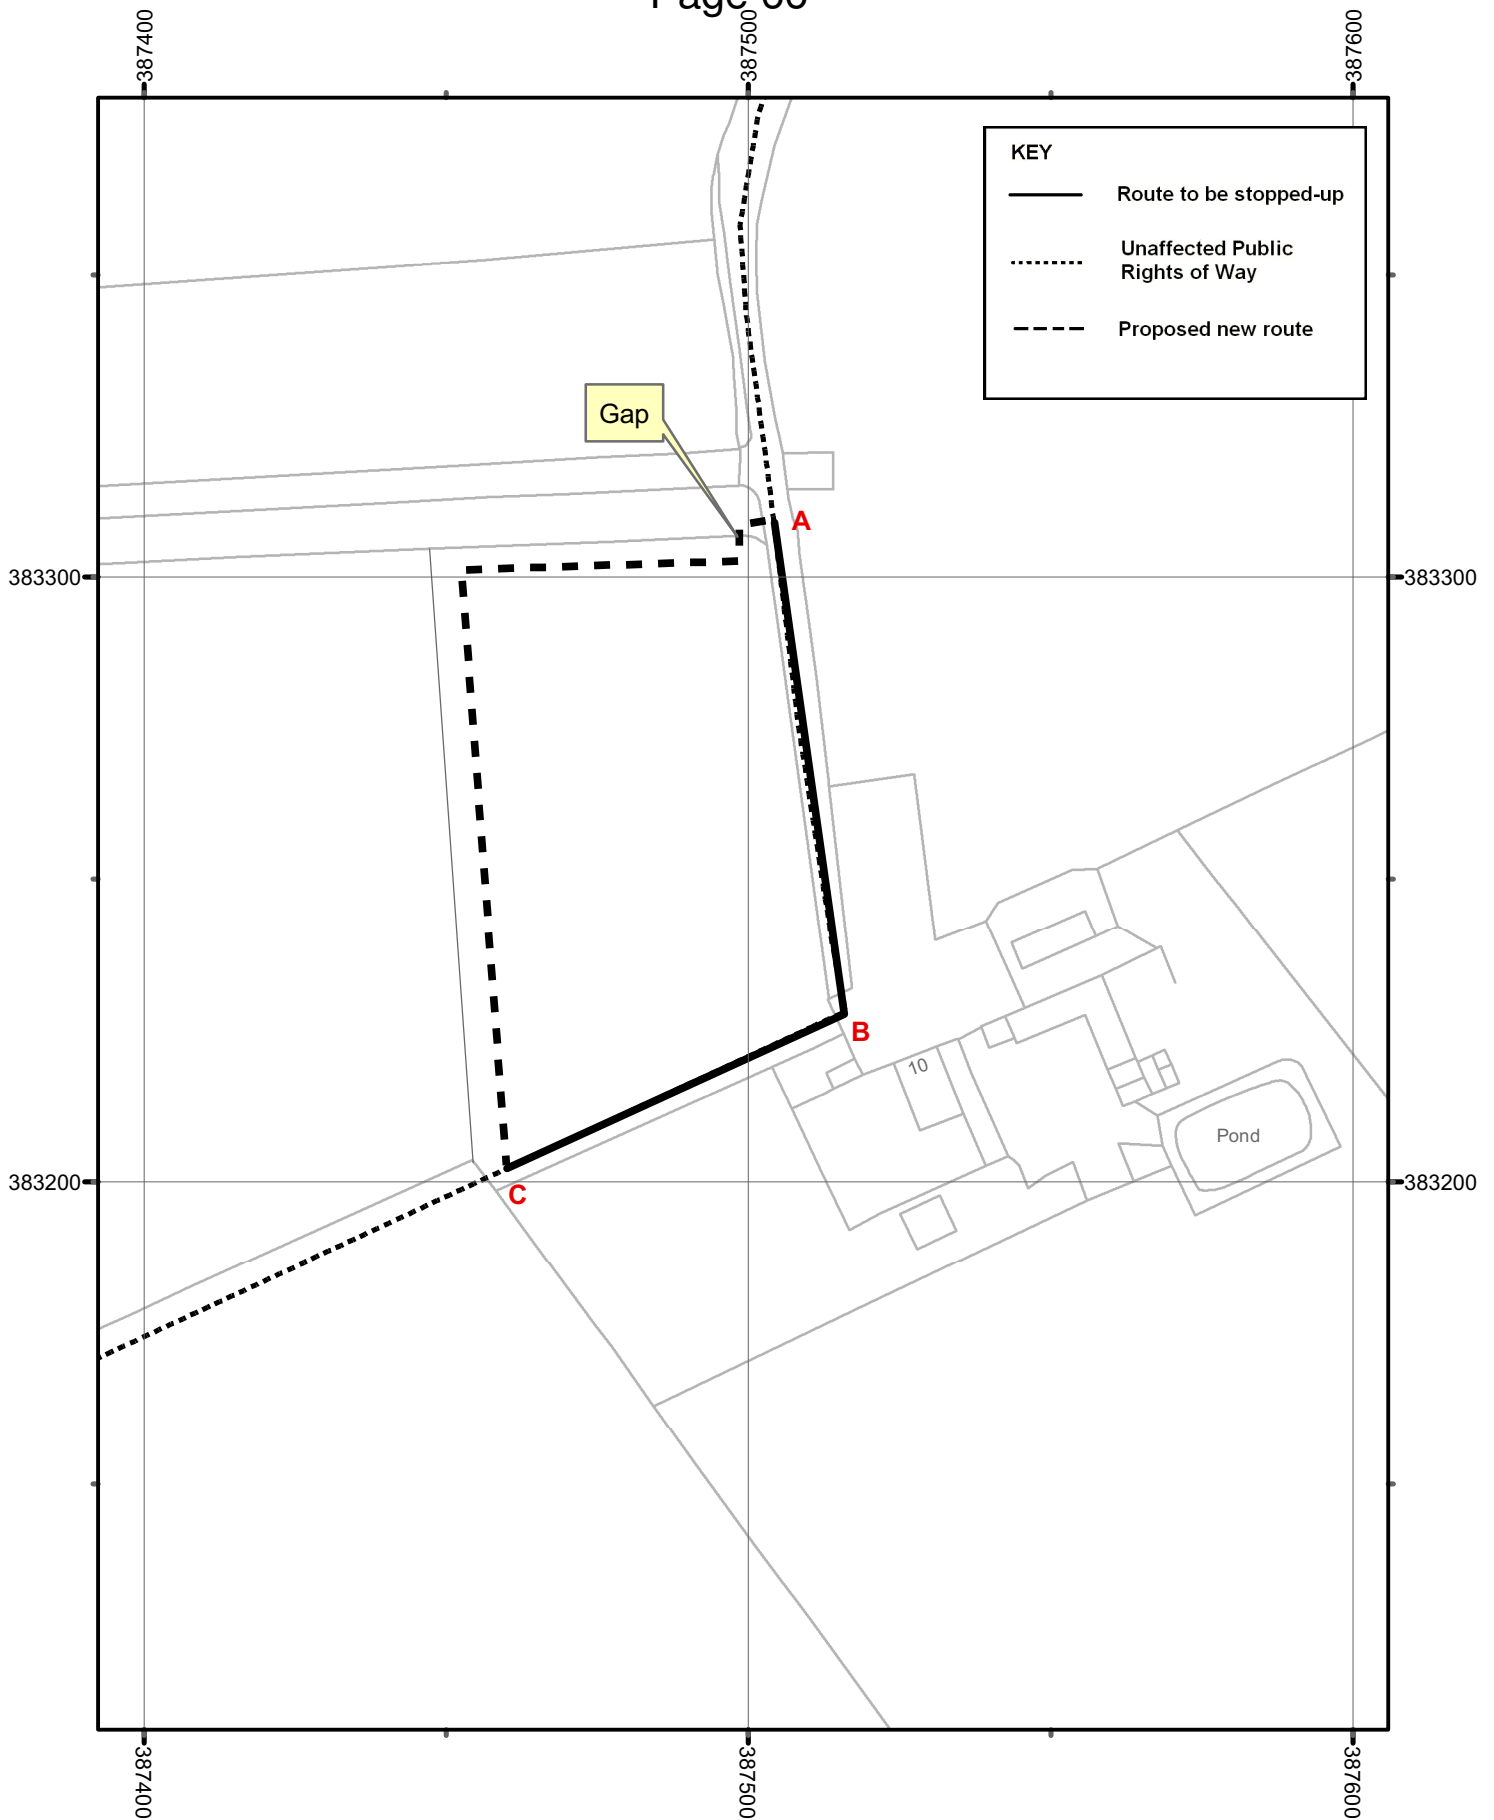 387400
387500
387600
KEY
Route to be stopped-up
Unaffected Public
Rights of Way
Proposed new route
Gap
A
383300
383300
B
10
Pond
383200
383200
C
387400
387500
387600